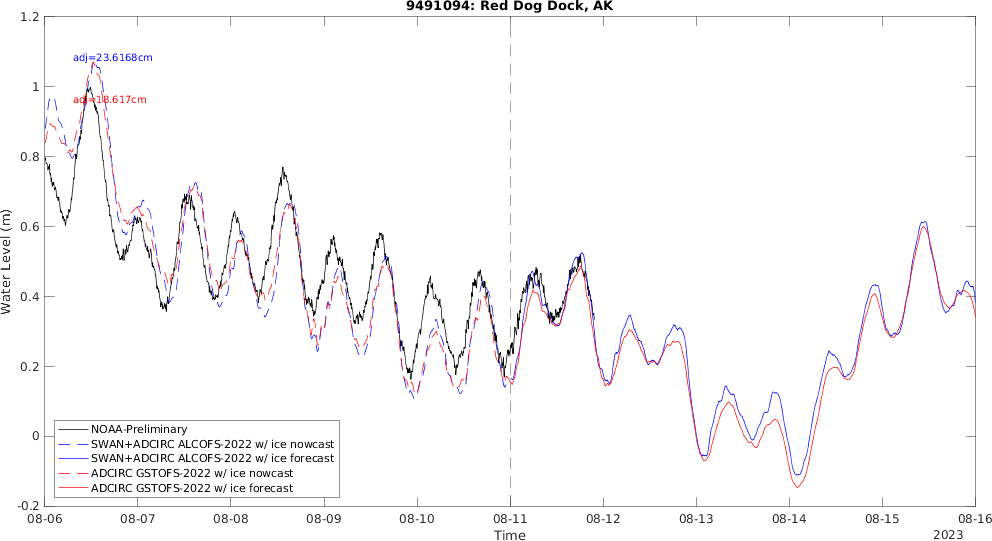 9491094: Red Dog Dock, AK
1.2
1
0.8
0.6
0.4
0.2
0
-0.2
Water Level (m)
adj=23.6168cm
adj=18.617cm
NOAA-Preliminary
SWAN+ADCIRC ALCOFS-2022 w/ ice nowcast
SWAN+ADCIRC ALCOFS-2022 w/ ice forecast
ADCIRC GSTOFS-2022 w/ ice nowcast
ADCIRC GSTOFS-2022 w/ ice forecast
08-06 08-07 08-08 08-09 08-10 08-11 08-12 08-13 08-14 08-15 08-16
Time
2023